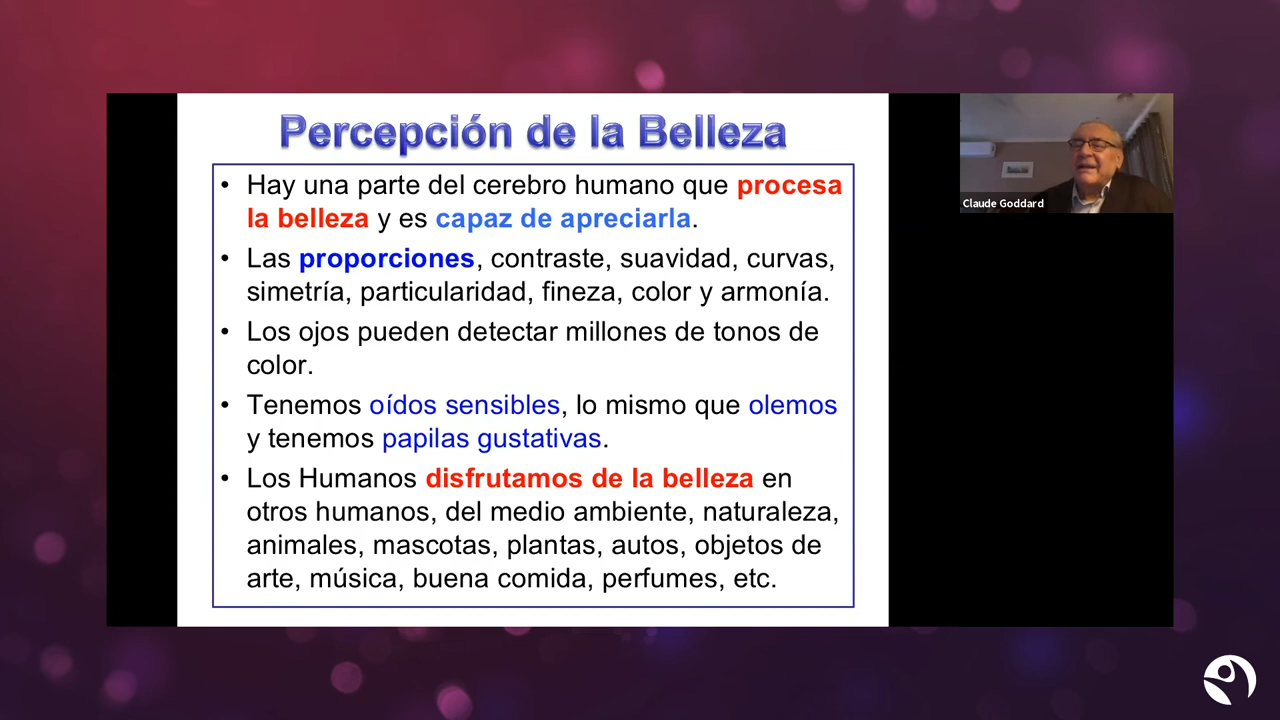 Percepción de la Belleza
• Hay una parte del cerebro humano que procesa
la belleza y es capaz de apreciarla.
• Las proporciones, contraste, suavidad, curvas,
simetría, particularidad, fineza, color y armonía.
• Los ojos pueden detectar millones de tonos de
color.
• Tenemos oídos sensibles, lo mismo que olemos
y tenemos papilas gustativas.
• Los Humanos disfrutamos de la belleza en
otros humanos, del medio ambiente, naturaleza,
animales, mascotas, plantas, autos, objetos de
arte, música, buena comida, perfumes, etc.
Claude Goddard